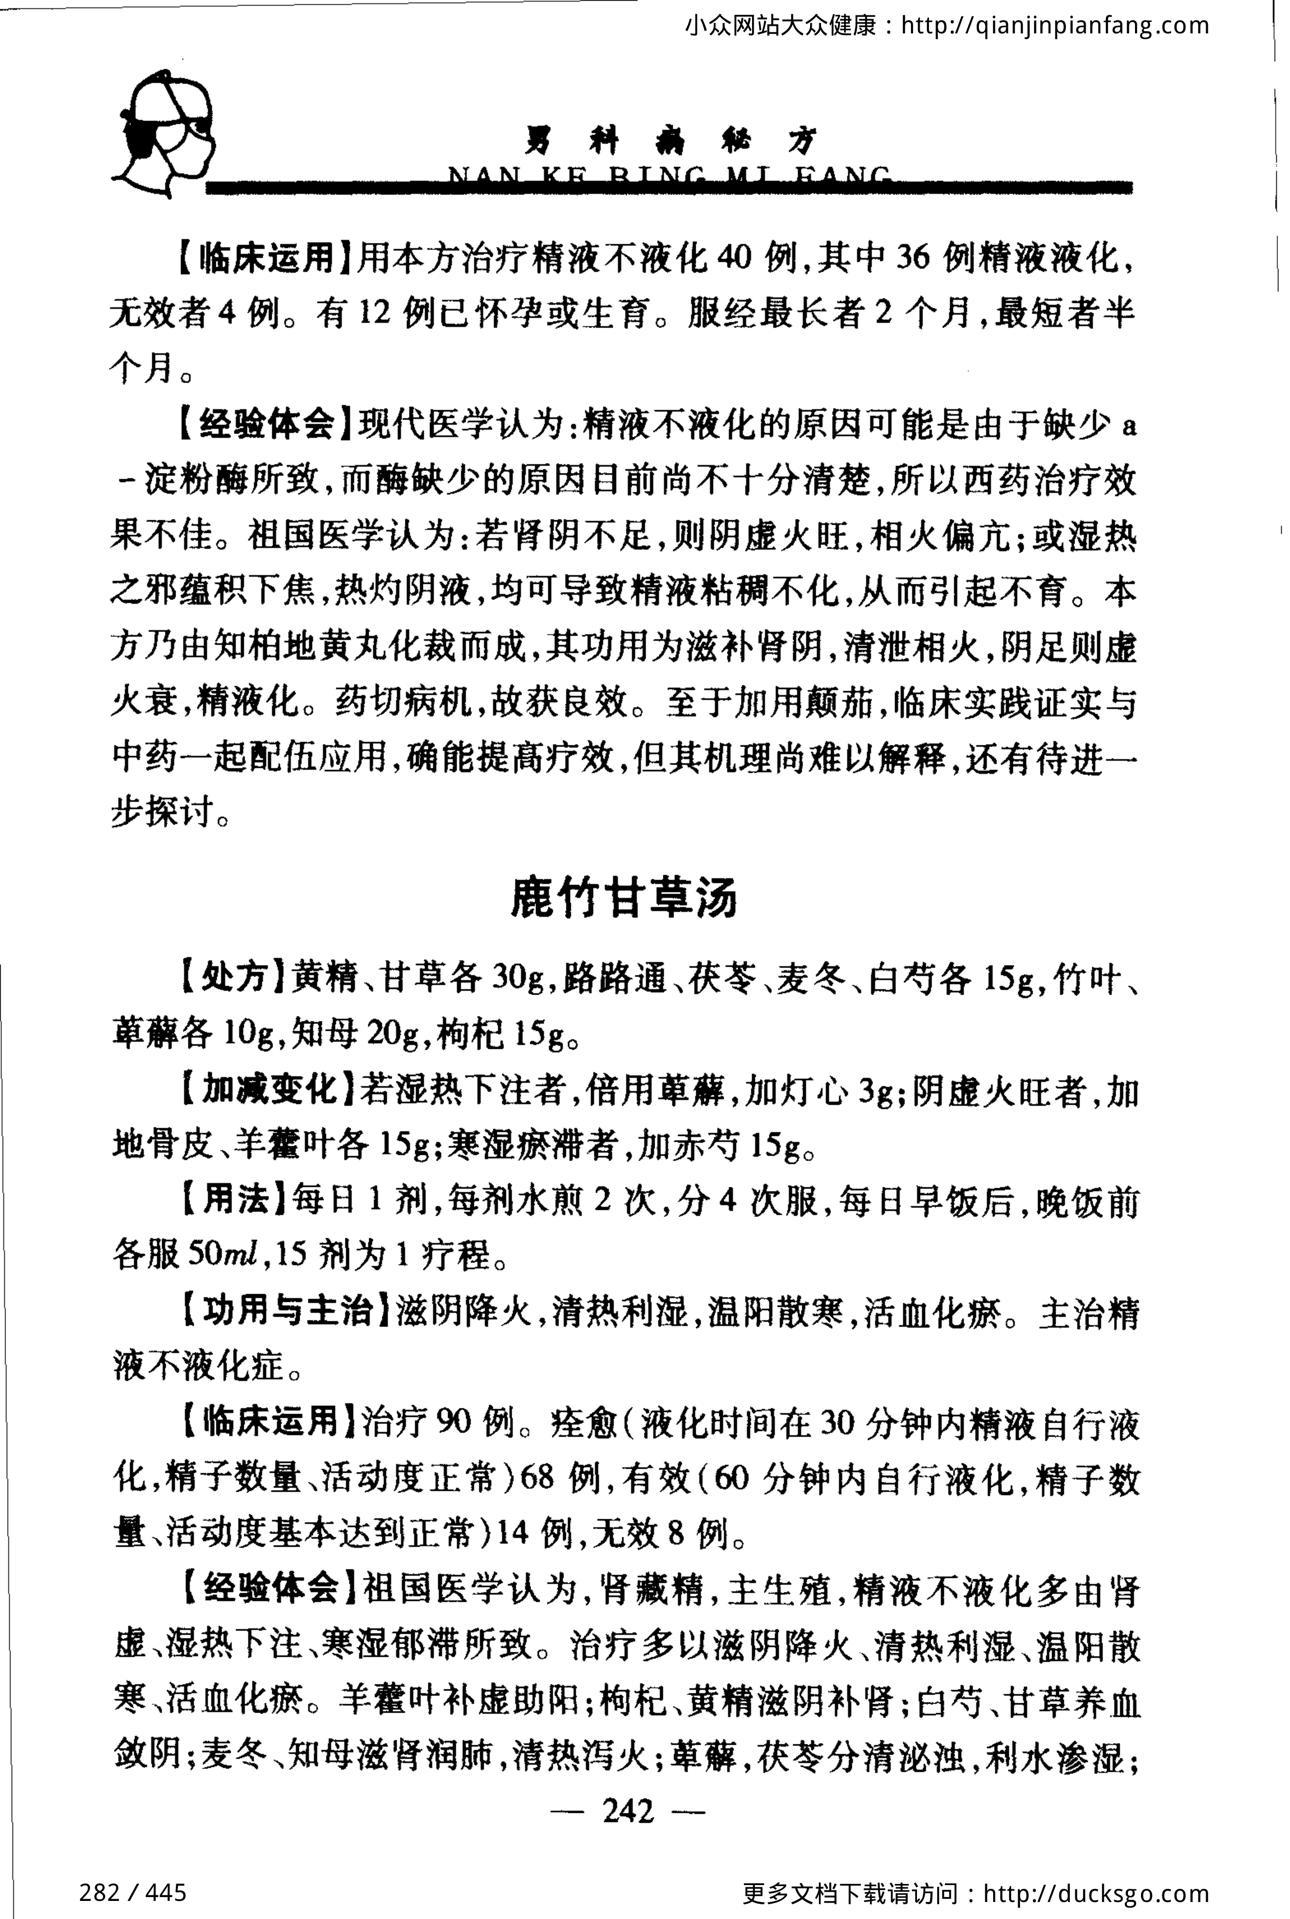 小众网站大众健康：http://qianjinpianfang.com
男科病秘方
NAN KE BING MI FANG
【临床运用】用本方治疗精液不液化 40 例,其中 36 例精液液化,
无效者 4 例。有 12 例已怀孕或生育。服经最长者 2 个月,最短者半
个月。
【经验体会】现代医学认为:精液不液化的原因可能是由于缺少 a
－淀粉酶所致,而酶缺少的原因目前尚不十分清楚,所以西药治疗效
果不佳。祖国医学认为:若肾阴不足,则阴虚火旺,相火偏亢;或湿热
之邪蕴积下焦,热灼阴液,均可导致精液粘稠不化,从而引起不育。本
方乃由知柏地黄丸化裁而成,其功用为滋补肾阴,清泄相火,阴足则虚
火衰,精液化。药切病机,故获良效。至于加用颠茄,临床实践证实与
中药一起配伍应用,确能提高疗效,但其机理尚难以解释,还有待进一
步探讨。
鹿竹甘草汤
【处方】黄精、甘草各 30g,路路通、茯苓、麦冬、白芍各 15g,竹叶、
萆薢各 10g,知母 20g,枸杞 15g。
【加减变化】若湿热下注者,倍用萆薢,加灯心 3g;阴虚火旺者,加
地骨皮、羊藿叶各 15g;寒湿瘀滞者,加赤芍 15g。
【用法】每日 1 剂,每剂水煎 2 次,分 4 次服,每日早饭后,晚饭前
各服 50ml,15 剂为 1 疗程。
【功用与主治】滋阴降火,清热利湿,温阳散寒,活血化瘀。主治精
液不液化症。
【临床运用】治疗 90 例。痊愈(液化时间在 30 分钟内精液自行液
化,精子数量、活动度正常)68 例,有效(60 分钟内自行液化,精子数
量、活动度基本达到正常)14 例,无效 8 例。
【经验体会】祖国医学认为,肾藏精,主生殖,精液不液化多由肾
虚、湿热下注、寒湿郁滞所致。治疗多以滋阴降火、清热利湿、温阳散
寒、活血化瘀。羊藿叶补虚助阳;枸杞、黄精滋阴补肾;白芍、甘草养血
敛阴;麦冬、知母滋肾润肺,清热泻火;萆薢,茯苓分清泌浊,利水渗湿;
— 242 —
282 / 445
更多文档下载请访问：http://ducksgo.com